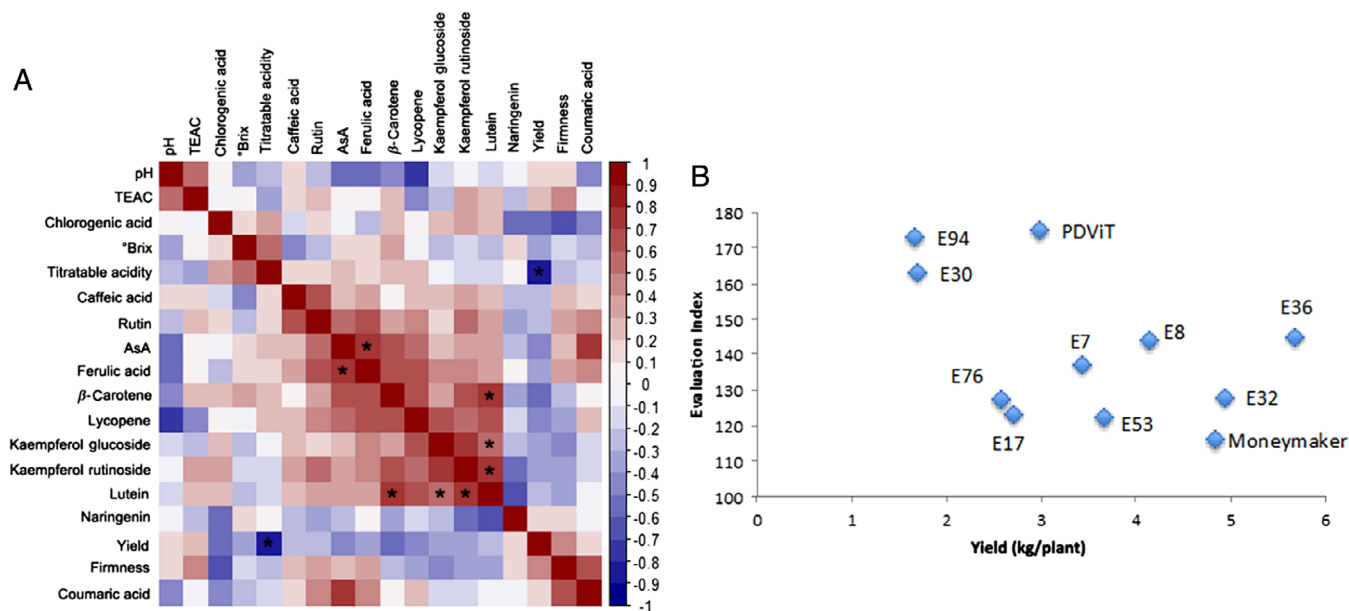 A
pH
TEAC
Chlorogenic acid
°Brix
Titratable acidity
Caffeic acid
Rutin
AsA
Ferulic acid
β-Carotene
Lycopene
Kaempferol glucoside
Kaempferol rutinoside
Lutein
Naringenin
Yield
Firmness
Coumaric acid
pH
TEAC
Chlorogenic acid
°Brix
Titratable acidity
Caffeic acid
Rutin
AsA
Ferulic acid
β-Carotene
Lycopene
Kaempferol glucoside
Kaempferol rutinoside
Lutein
Naringenin
Yield
Firmness
Coumaric acid
*
*
*
*
*
*
* * *
*
1
0.9
0.8
0.7
0.6
0.5
0.4
0.3
0.2
0.1
0
-0.1
-0.2
-0.3
-0.4
-0.5
-0.6
-0.7
-0.8
-0.9
-1
B
Evaluation Index
180
170
160
150
140
130
120
110
100
E94
PDViT
E30
E36
E7
E8
E76
E32
E17
E53
Moneymaker
0 1 2 3 4 5 6
Yield (kg/plant)